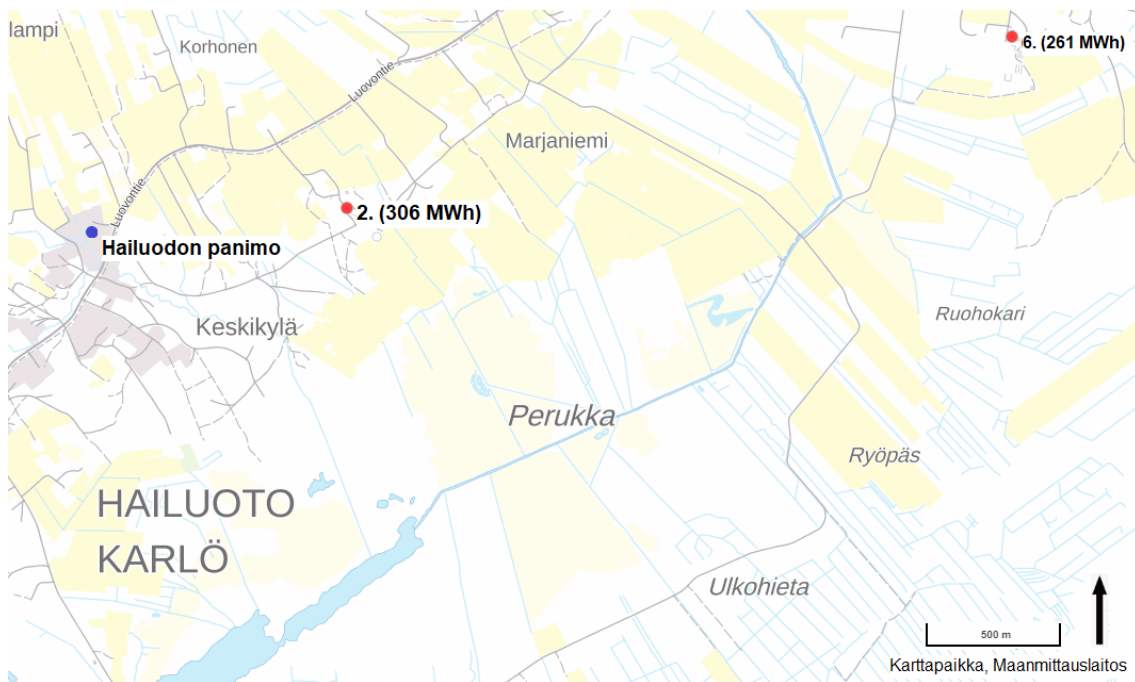 lampi
Korhonen
Luovontie
6. (261 MWh)
Marjaniemi
Luovontie
2. (306 MWh)
Hailuodon panimo
Keskikylä
Ruohokari
Perukka
Ryöpäs
HAILUOTO
KARLÖ
Ulkohieta
500 m
Karttapaikka, Maanmittauslaitos